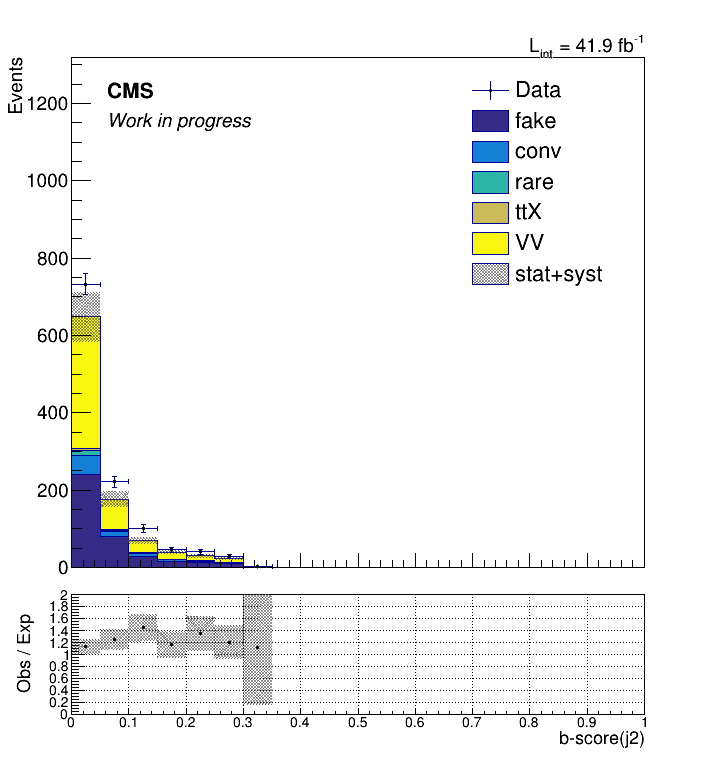 L_int = 41.9 fb^-1
Events
CMS
Work in progress
Data
fake
conv
rare
ttX
VV
stat+syst
1200
1000
800
600
400
200
0
Obs / Exp
2
1.8
1.6
1.4
1.2
1
0.8
0.6
0.4
0.2
0
0 0.1 0.2 0.3 0.4 0.5 0.6 0.7 0.8 0.9 1
b-score(j2)